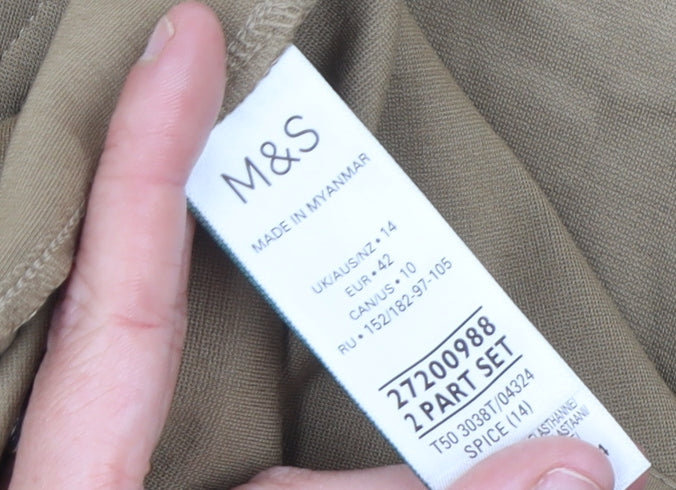 M&S
MADE IN MYANMAR
UK/AUS/NZ • 14
EUR • 42
CAN/US • 10
RU • 152/182-97-105
27200988
2 PART SET
T50 3038T/04324
SPICE (14)